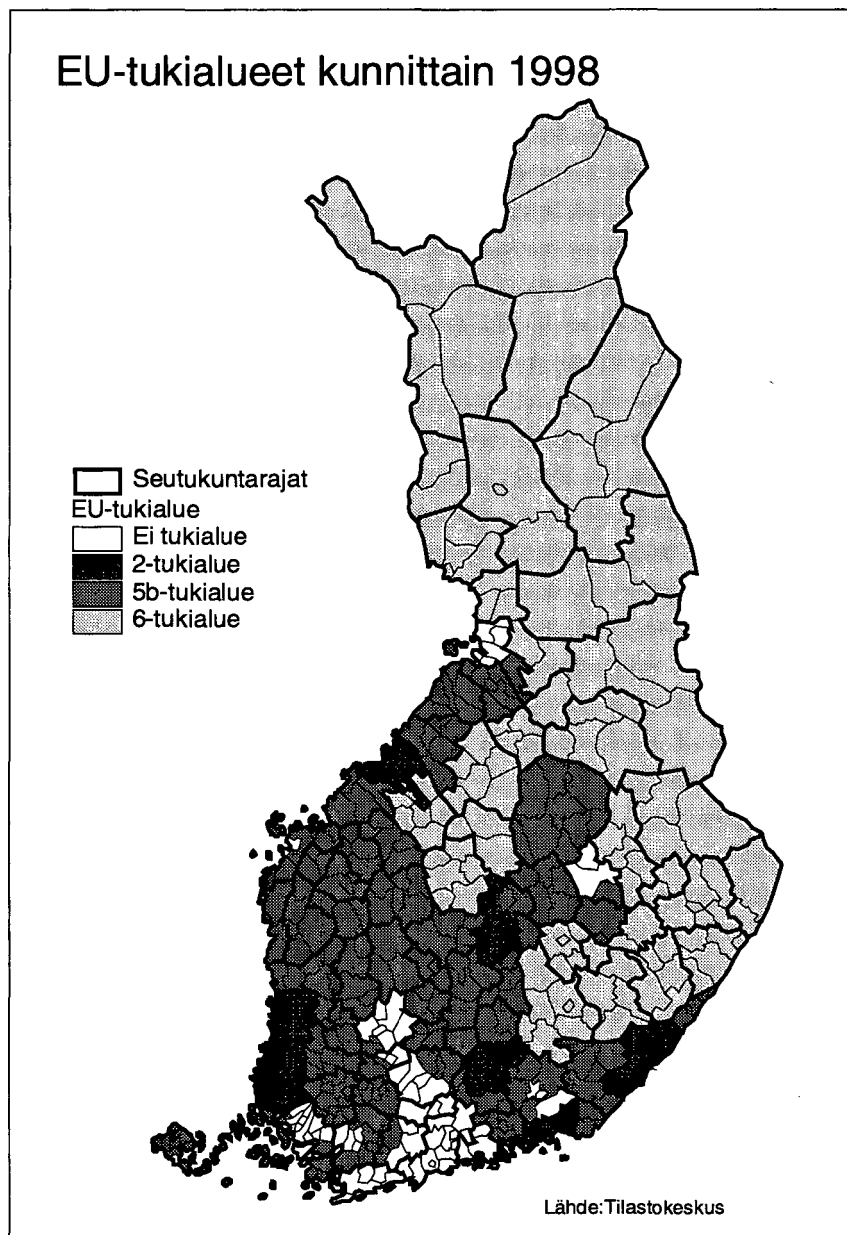 EU-tukialueet kunnittain 1998
Seutukuntarajat
EU-tukialue
Ei tukialue
2-tukialue
5b-tukialue
6-tukialue
Lähde:Tilastokeskus